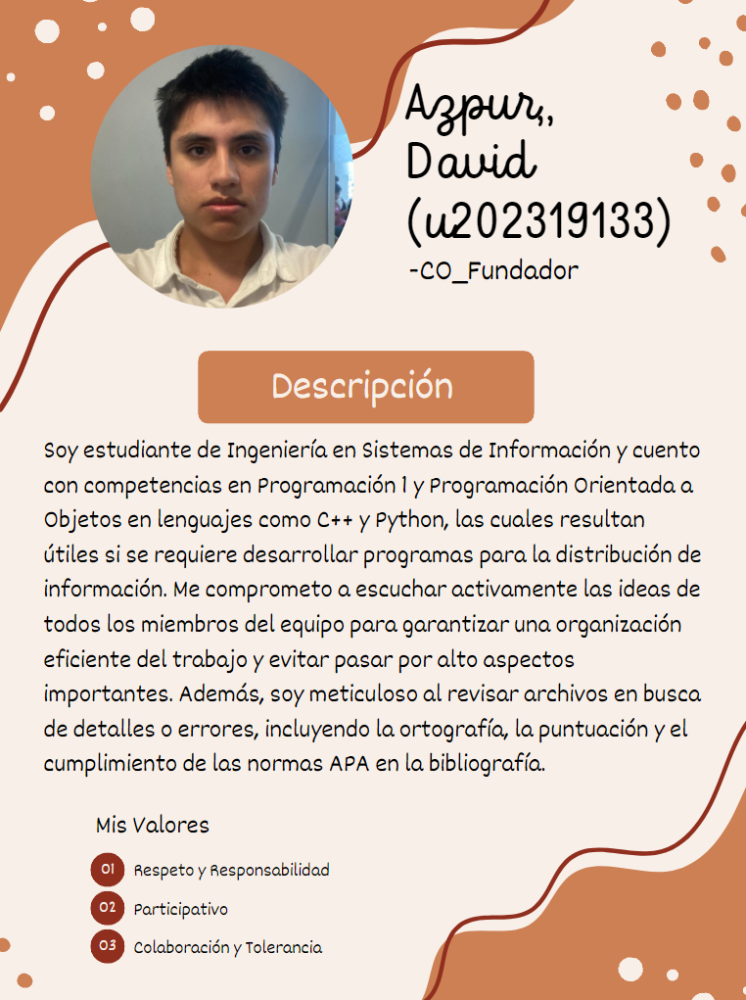 Azpur,,
David
(u202319133)
-CO_Fundador
Descripción
Soy estudiante de Ingeniería en Sistemas de Información y cuento
con competencias en Programación 1 y Programación Orientada a
Objetos en lenguajes como C++ y Python, las cuales resultan
útiles si se requiere desarrollar programas para la distribución de
información. Me comprometo a escuchar activamente las ideas de
todos los miembros del equipo para garantizar una organización
eficiente del trabajo y evitar pasar por alto aspectos
importantes. Además, soy meticuloso al revisar archivos en busca
de detalles o errores, incluyendo la ortografía, la puntuación y el
cumplimiento de las normas APA en la bibliografía.
Mis Valores
01 Respeto y Responsabilidad
02 Participativo
03 Colaboración y Tolerancia